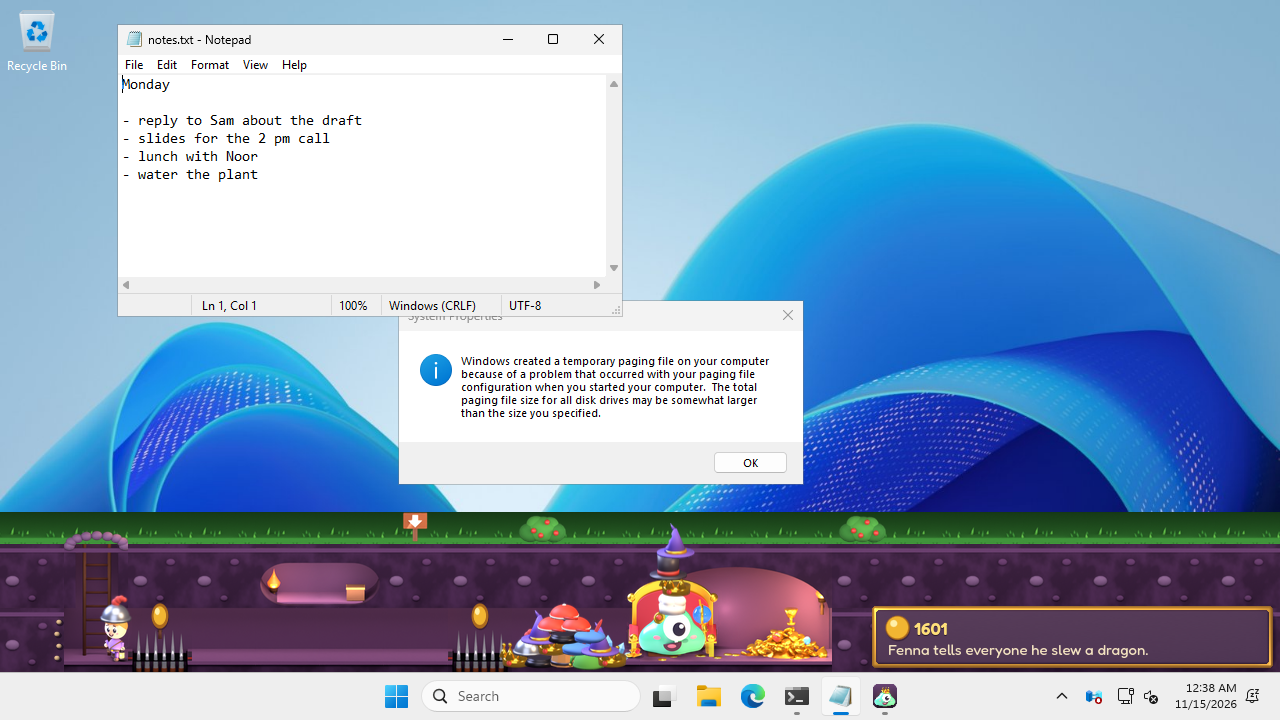 Recycle Bin
notes.txt - Notepad
File Edit Format View Help
Monday
- reply to Sam about the draft
- slides for the 2 pm call
- lunch with Noor
- water the plant
Ln 1, Col 1
100%
Windows (CRLF)
UTF-8
System Properties
Windows created a temporary paging file on your computer
because of a problem that occurred with your paging file
configuration when you started your computer. The total
paging file size for all disk drives may be somewhat larger
than the size you specified.
OK
1601
Fenna tells everyone he slew a dragon.
Search
12:38 AM
11/15/2026